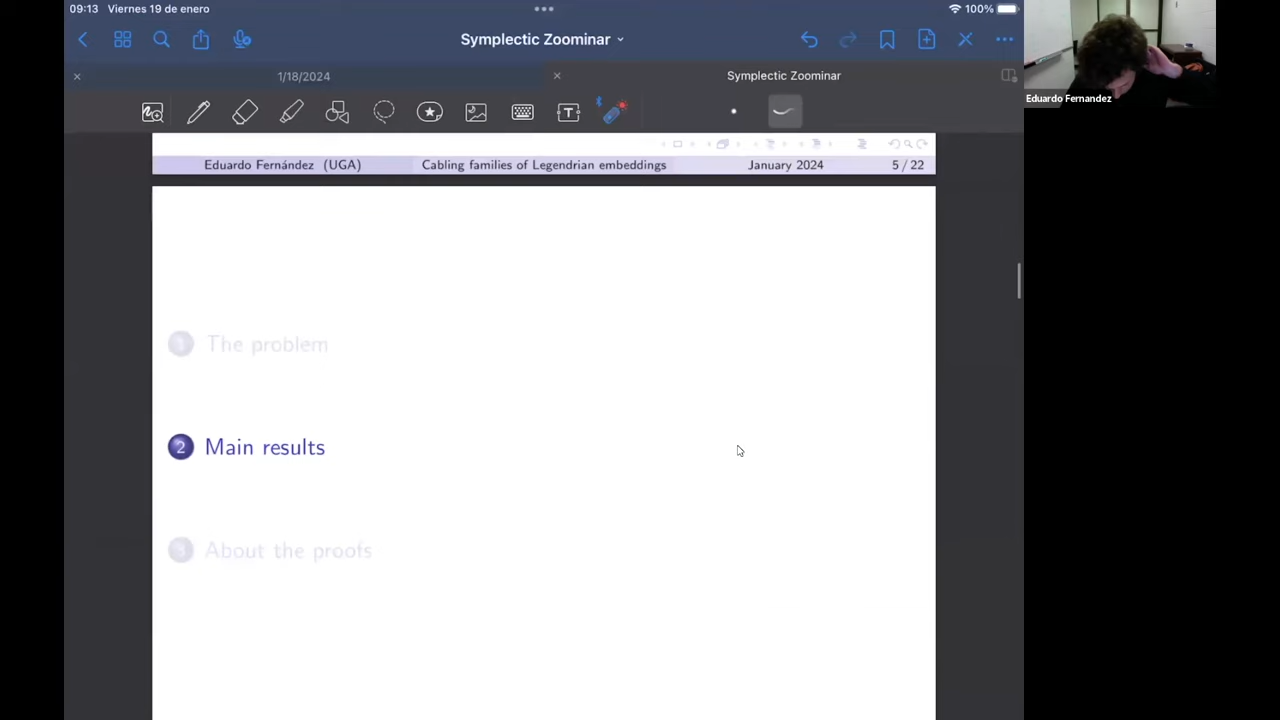 09:13 Viernes 19 de enero
100%
Symplectic Zoominar
1/18/2024
Symplectic Zoominar
T
Eduardo Fernandez
Eduardo Fernández (UGA) Cabling families of Legendrian embeddings January 2024 5 / 22
1 The problem
2 Main results
3 About the proofs